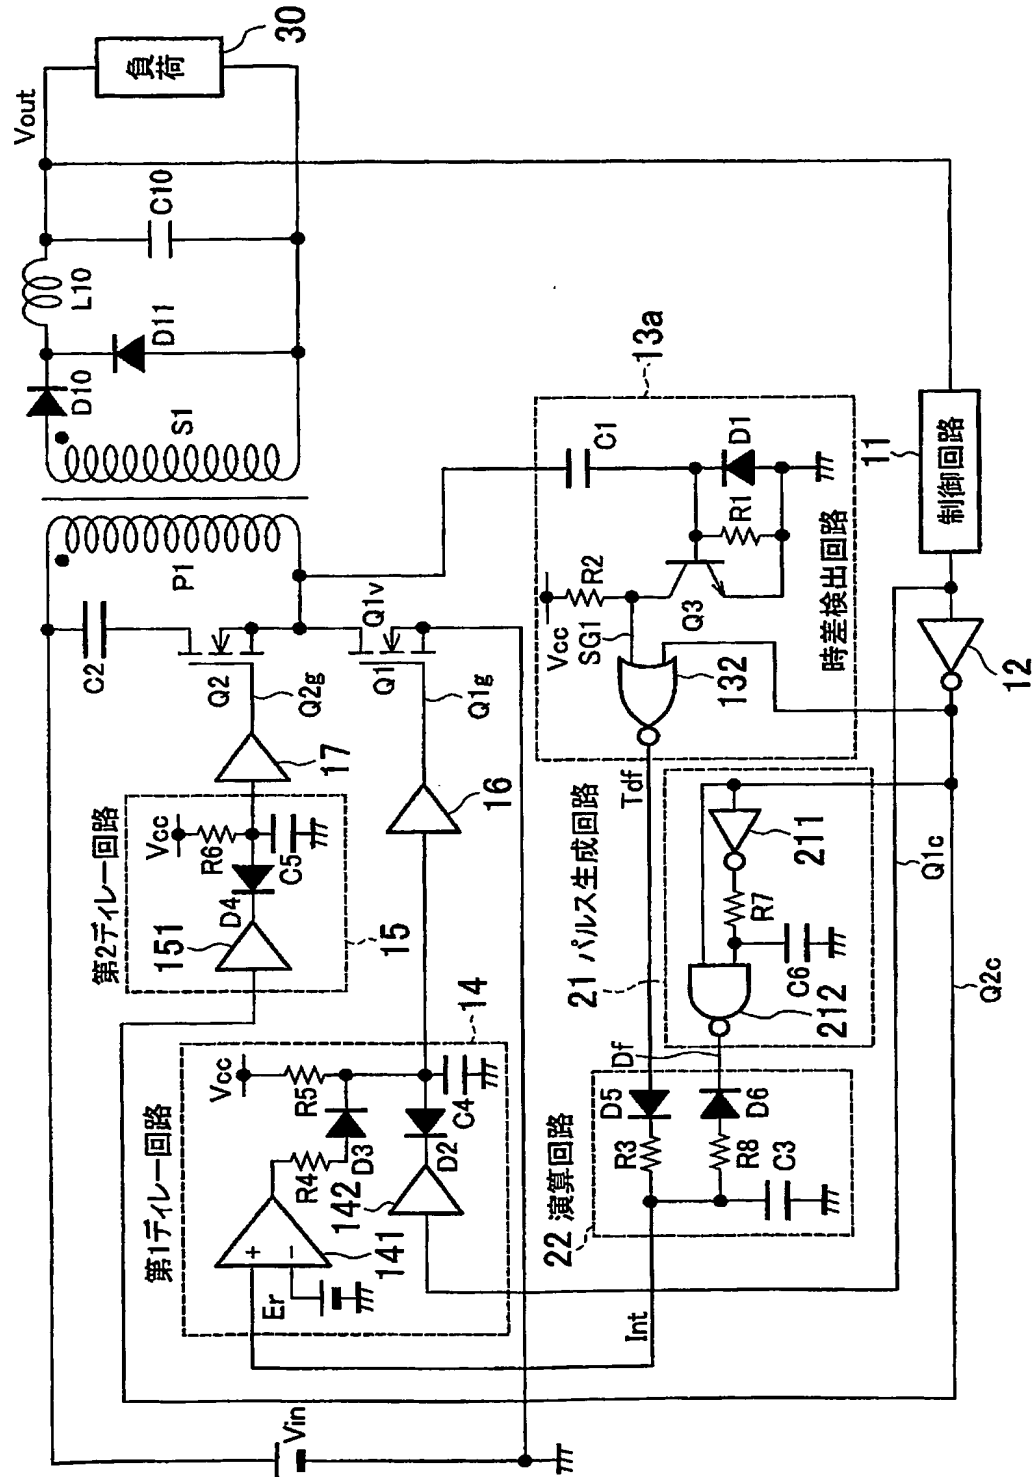 Vin
C2
P1
S1
D10
D11
L10
C10
Vout
負荷
30
Q2
Q2g
Q1
Q1v
Q1g
17
16
第2ディレー回路
151
D4
Vcc
R6
C5
15
第1ディレー回路
Er
+
−
141
142
R4
D3
R5
Vcc
D2
C4
14
13a
時差検出回路
C1
D1
R1
R2
Vcc
SG1
Q3
132
Tdf
21 パルス生成回路
211
R7
C6
212
Df
22 演算回路
D5
R3
D6
R8
C3
Int
制御回路
11
12
Q1c
Q2c